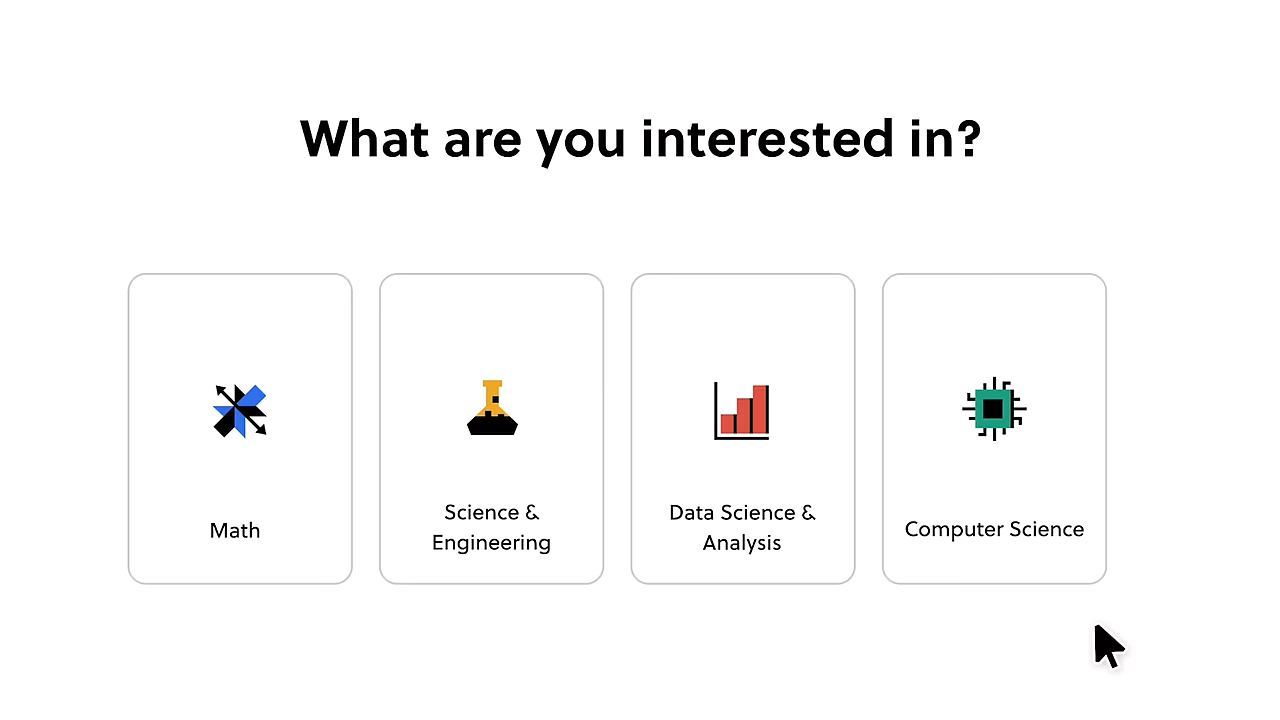 What are you interested in?
Math
Science &
Engineering
Data Science &
Analysis
Computer Science